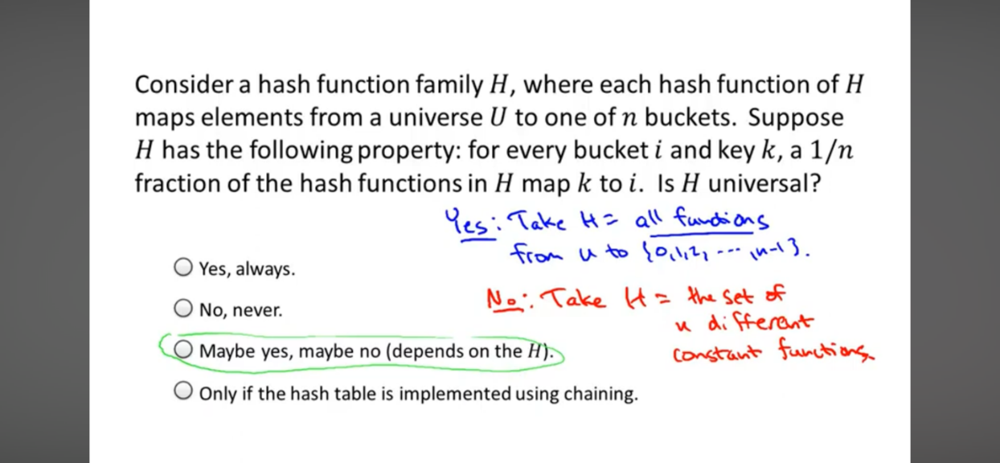 Consider a hash function family H, where each hash function of H
maps elements from a universe U to one of n buckets. Suppose
H has the following property: for every bucket i and key k, a 1/n
fraction of the hash functions in H map k to i. Is H universal?
Yes: Take H = all functions
from u to {0,1,2, ... ,n-1}.
Yes, always.
No: Take H = the set of
No, never.
n different
Maybe yes, maybe no (depends on the H).
constant functions.
Only if the hash table is implemented using chaining.